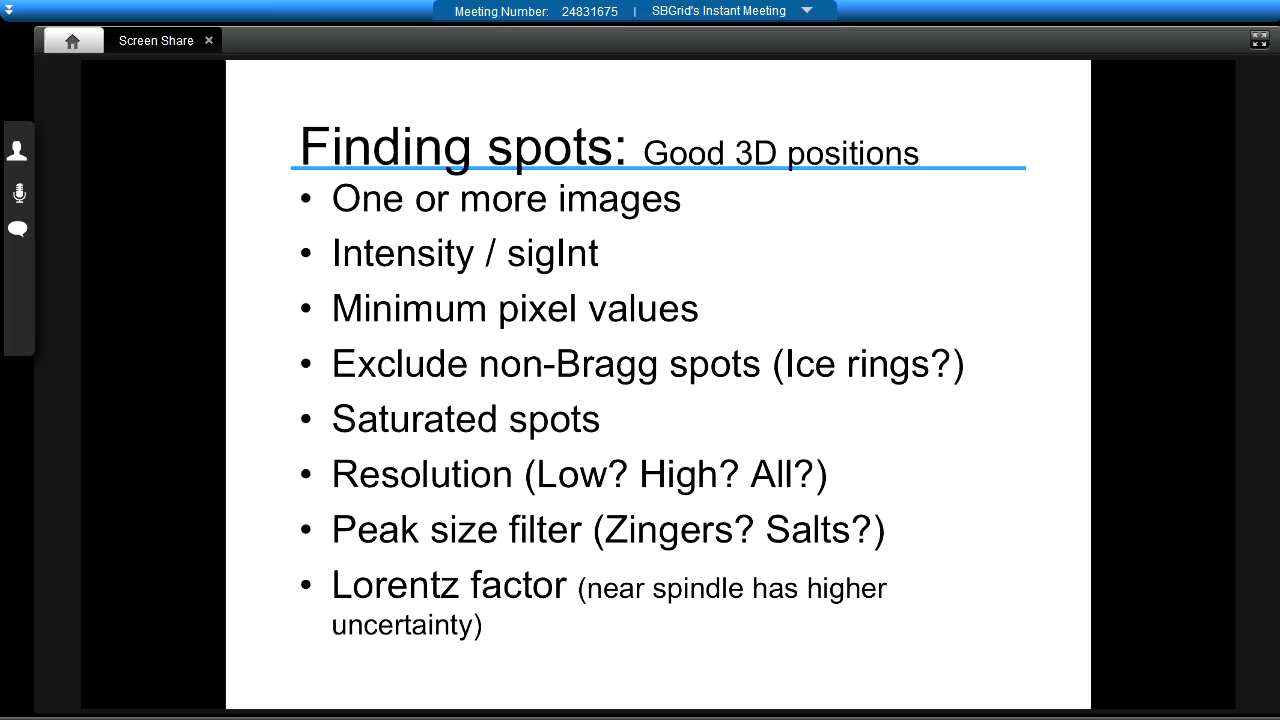 Meeting Number: 24831675 | SBGrid's Instant Meeting
Screen Share
Finding spots: Good 3D positions
• One or more images
• Intensity / sigInt
• Minimum pixel values
• Exclude non-Bragg spots (Ice rings?)
• Saturated spots
• Resolution (Low? High? All?)
• Peak size filter (Zingers? Salts?)
• Lorentz factor (near spindle has higher
uncertainty)